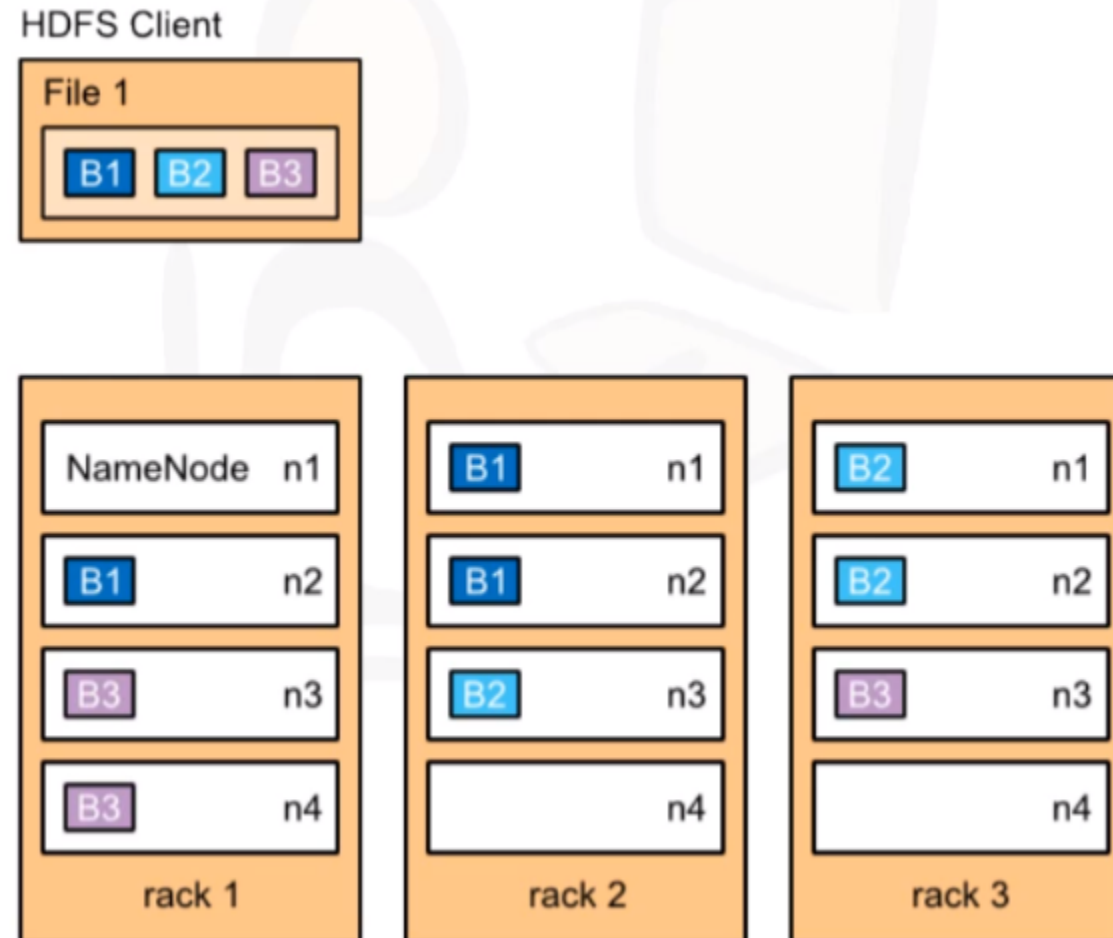 HDFS Client
File 1
B1 B2 B3
NameNode n1
B1 n2
B3 n3
B3 n4
rack 1
B1 n1
B1 n2
B2 n3
n4
rack 2
B2 n1
B2 n2
B3 n3
n4
rack 3